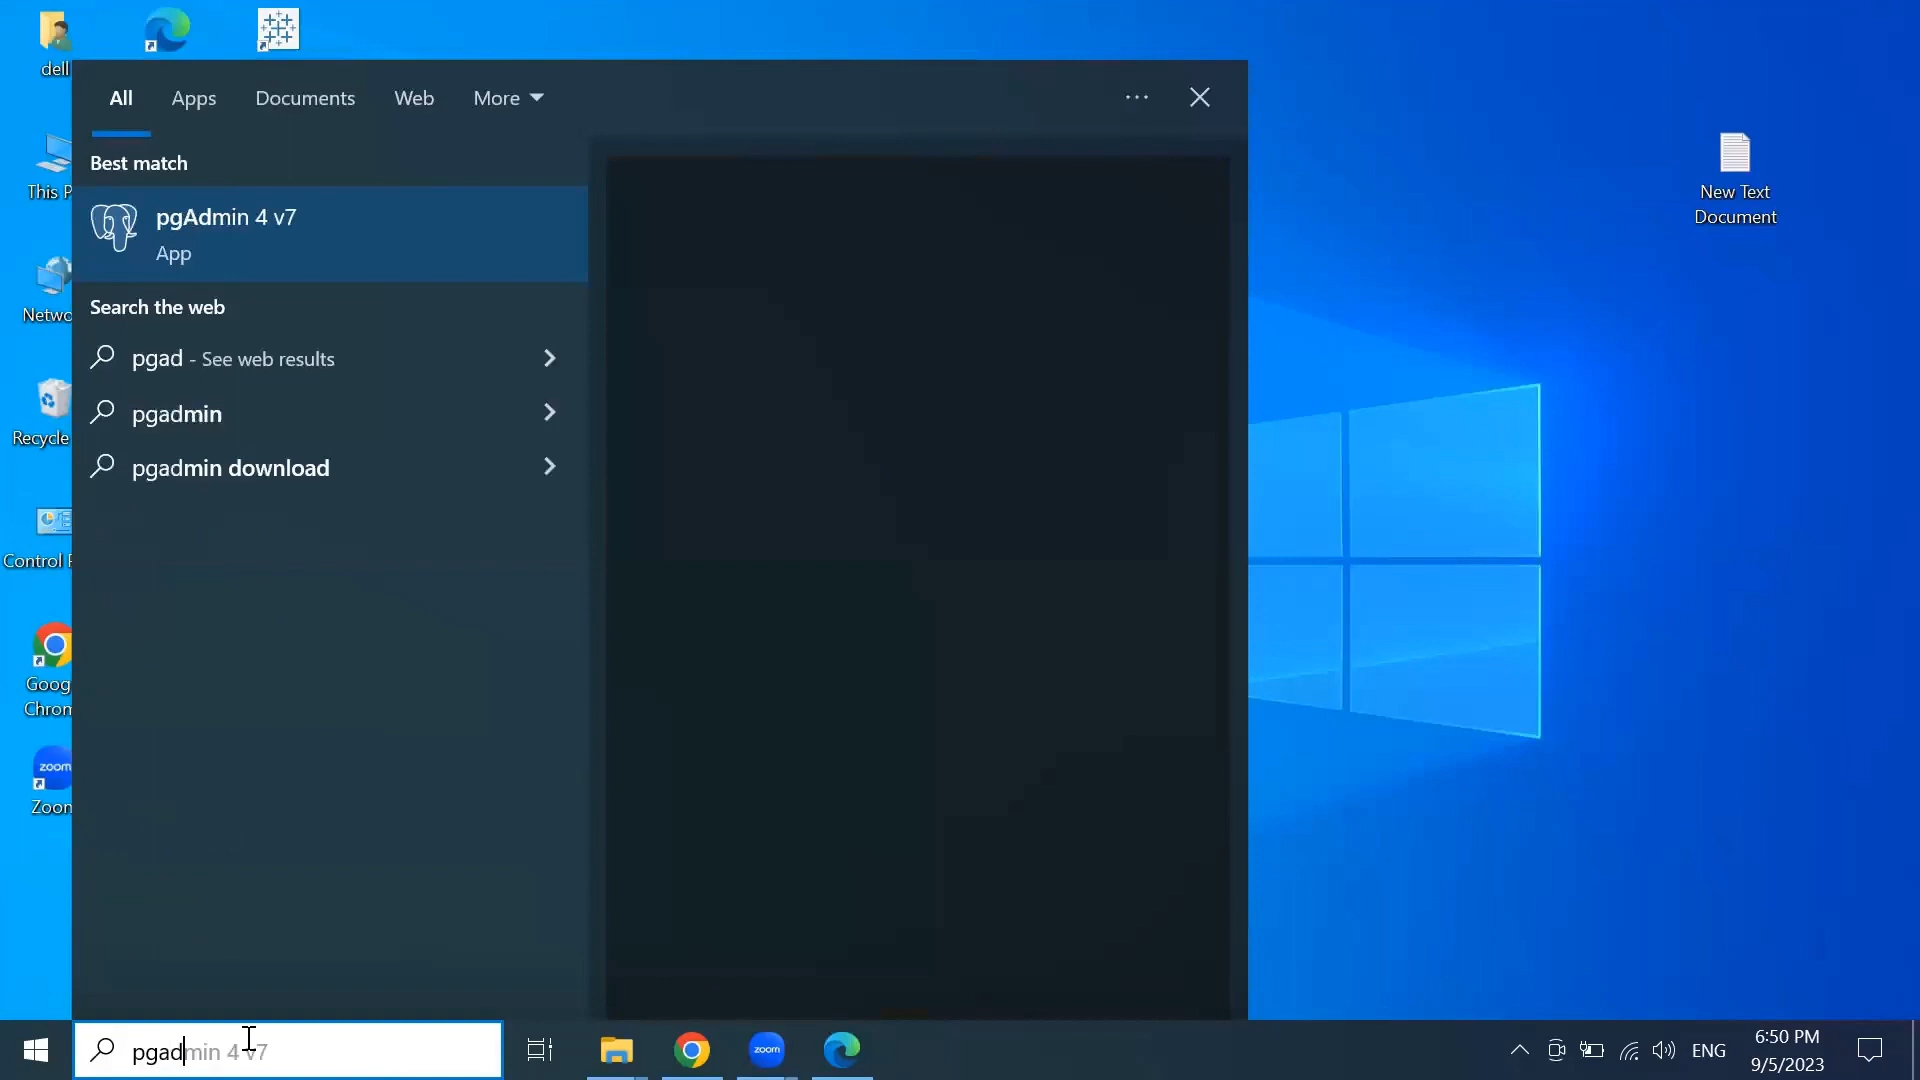 dell
This P
Netwo
Recycle
Control P
Goog
Chrom
zoom
Zoom
All
Apps
Documents
Web
More
Best match
pgAdmin 4 v7
App
Search the web
pgad - See web results
pgadmin
pgadmin download
New Text
Document
pgadmin 4 v7
zoom
ENG
6:50 PM
9/5/2023